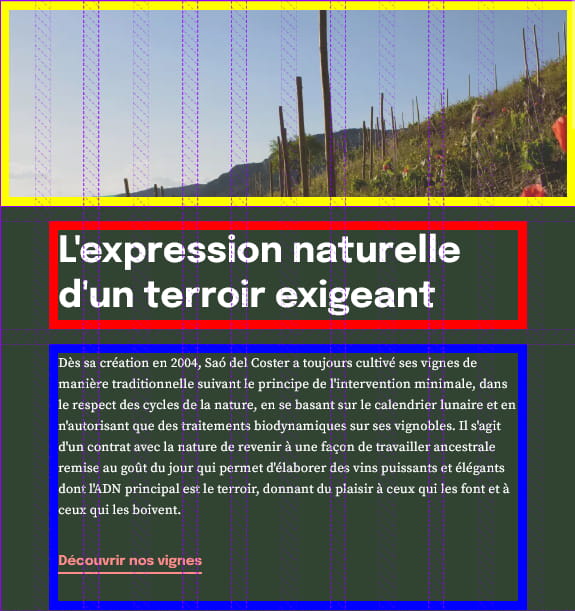 L'expression naturelle
d'un terroir exigeant
Dès sa création en 2004, Saó del Coster a toujours cultivé ses vignes de
manière traditionnelle suivant le principe de l'intervention minimale, dans
le respect des cycles de la nature, en se basant sur le calendrier lunaire et en
n'autorisant que des traitements biodynamiques sur ses vignobles. Il s'agit
d'un contrat avec la nature de revenir à une façon de travailler ancestrale
remise au goût du jour qui permet d'élaborer des vins puissants et élégants
dont l'ADN principal est le terroir, donnant du plaisir à ceux qui les font et à
ceux qui les boivent.
Découvrir nos vignes